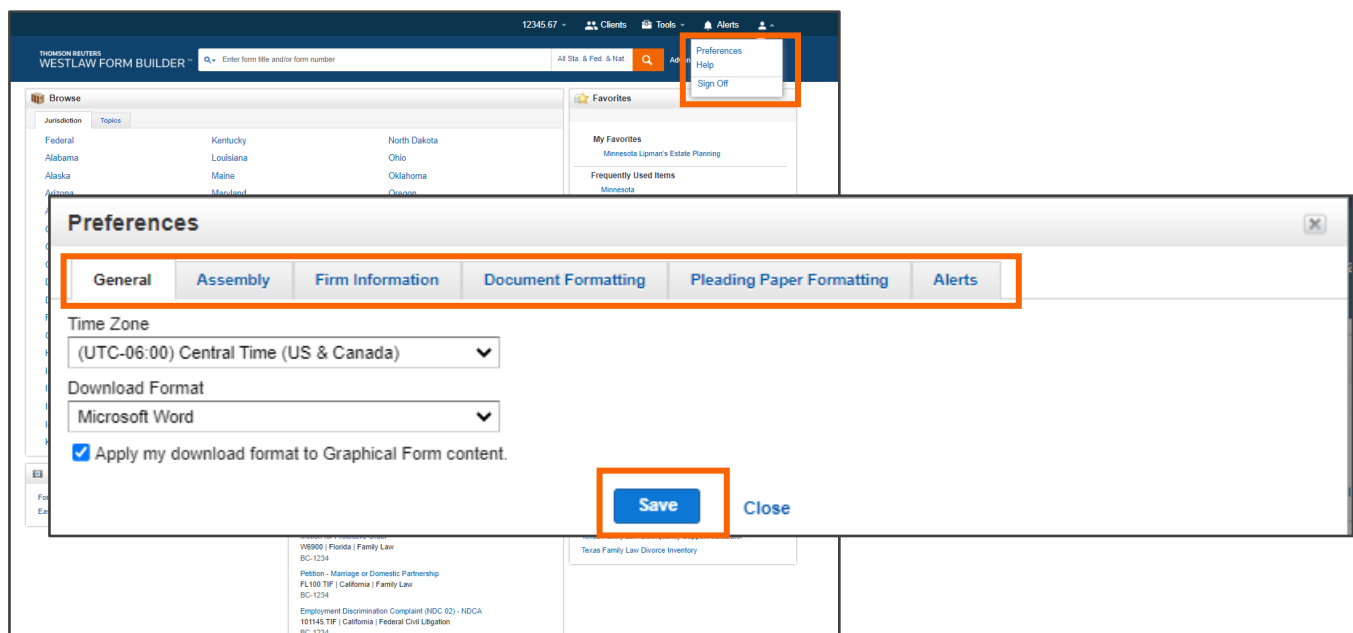 12345.67 Clients Tools Alerts
THOMSON REUTERS
WESTLAW FORM BUILDER™
Enter form title and/or form number
All Sta. & Fed. & Nat.
Preferences
Help
Sign Off
Browse
Favorites
Jurisdiction Topics
Federal Kentucky North Dakota
My Favorites
Alabama Louisiana Ohio
Minnesota Lipman's Estate Planning
Alaska Maine Oklahoma
Frequently Used Items
Arizona Maryland Oregon
Minnesota
Preferences
General Assembly Firm Information Document Formatting Pleading Paper Formatting Alerts
Time Zone
(UTC-06:00) Central Time (US & Canada)
Download Format
Microsoft Word
Apply my download format to Graphical Form content.
Save Close
W6900 | Florida | Family Law
BC-1234
Texas Family Law Divorce Inventory
Petition - Marriage or Domestic Partnership
FL100.TIF | California | Family Law
BC-1234
Employment Discrimination Complaint (NDC 02) - NDCA
101145.TIF | California | Federal Civil Litigation
BC-1234